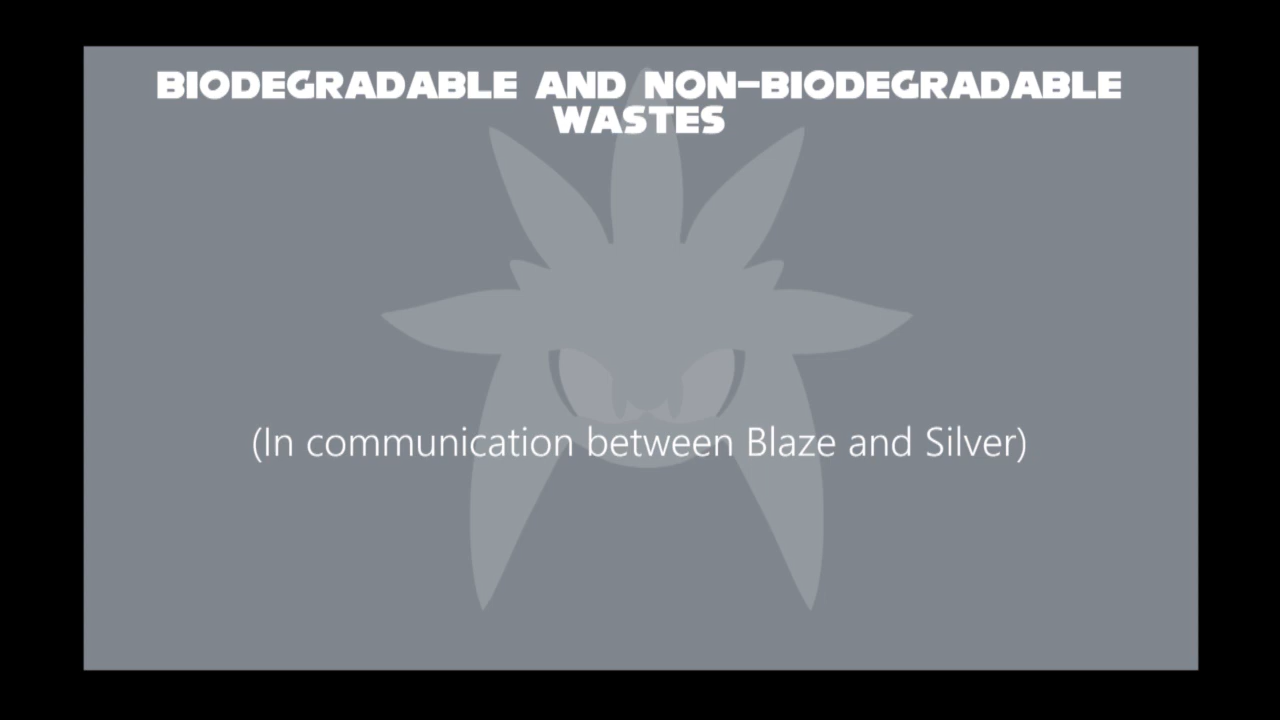 BIODEGRADABLE AND NON-BIODEGRADABLE
WASTES
(In communication between Blaze and Silver)